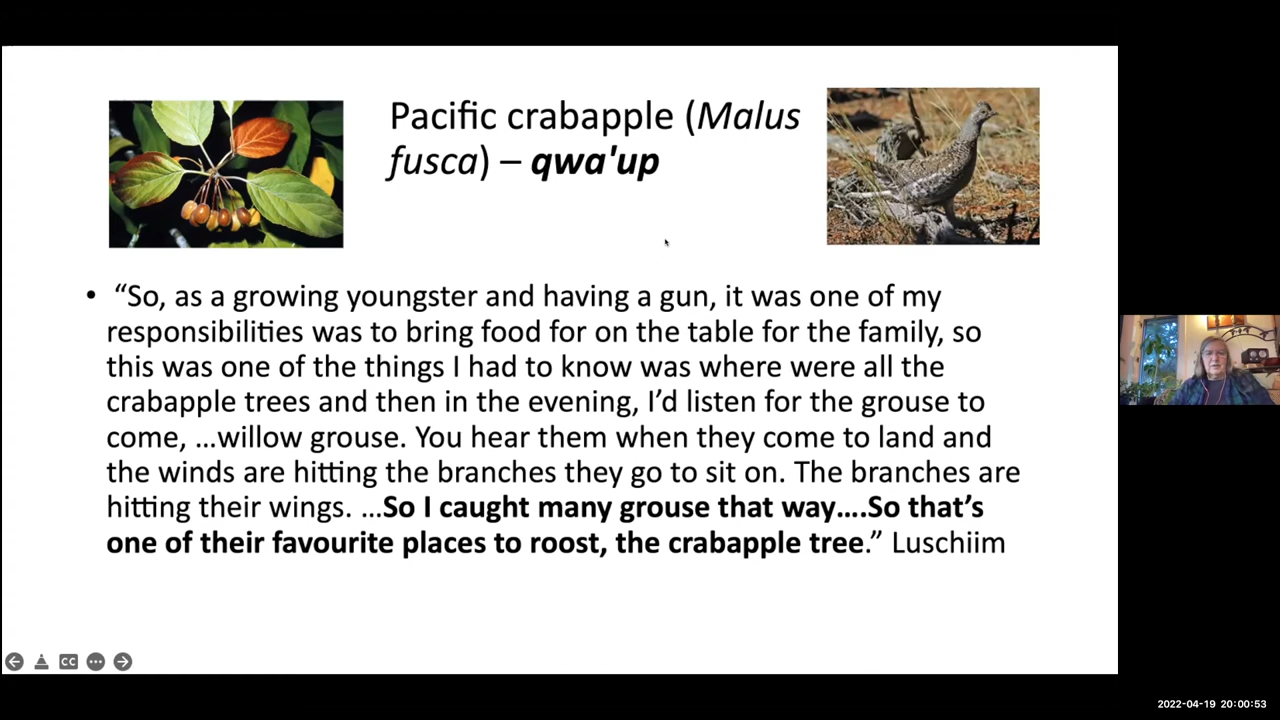 Pacific crabapple (Malus
fusca) – qwa'up
• “So, as a growing youngster and having a gun, it was one of my
responsibilities was to bring food for on the table for the family, so
this was one of the things I had to know was where were all the
crabapple trees and then in the evening, I’d listen for the grouse to
come, …willow grouse. You hear them when they come to land and
the winds are hitting the branches they go to sit on. The branches are
hitting their wings. …So I caught many grouse that way….So that’s
one of their favourite places to roost, the crabapple tree.” Luschiim
CC
2022-04-19 20:00:53